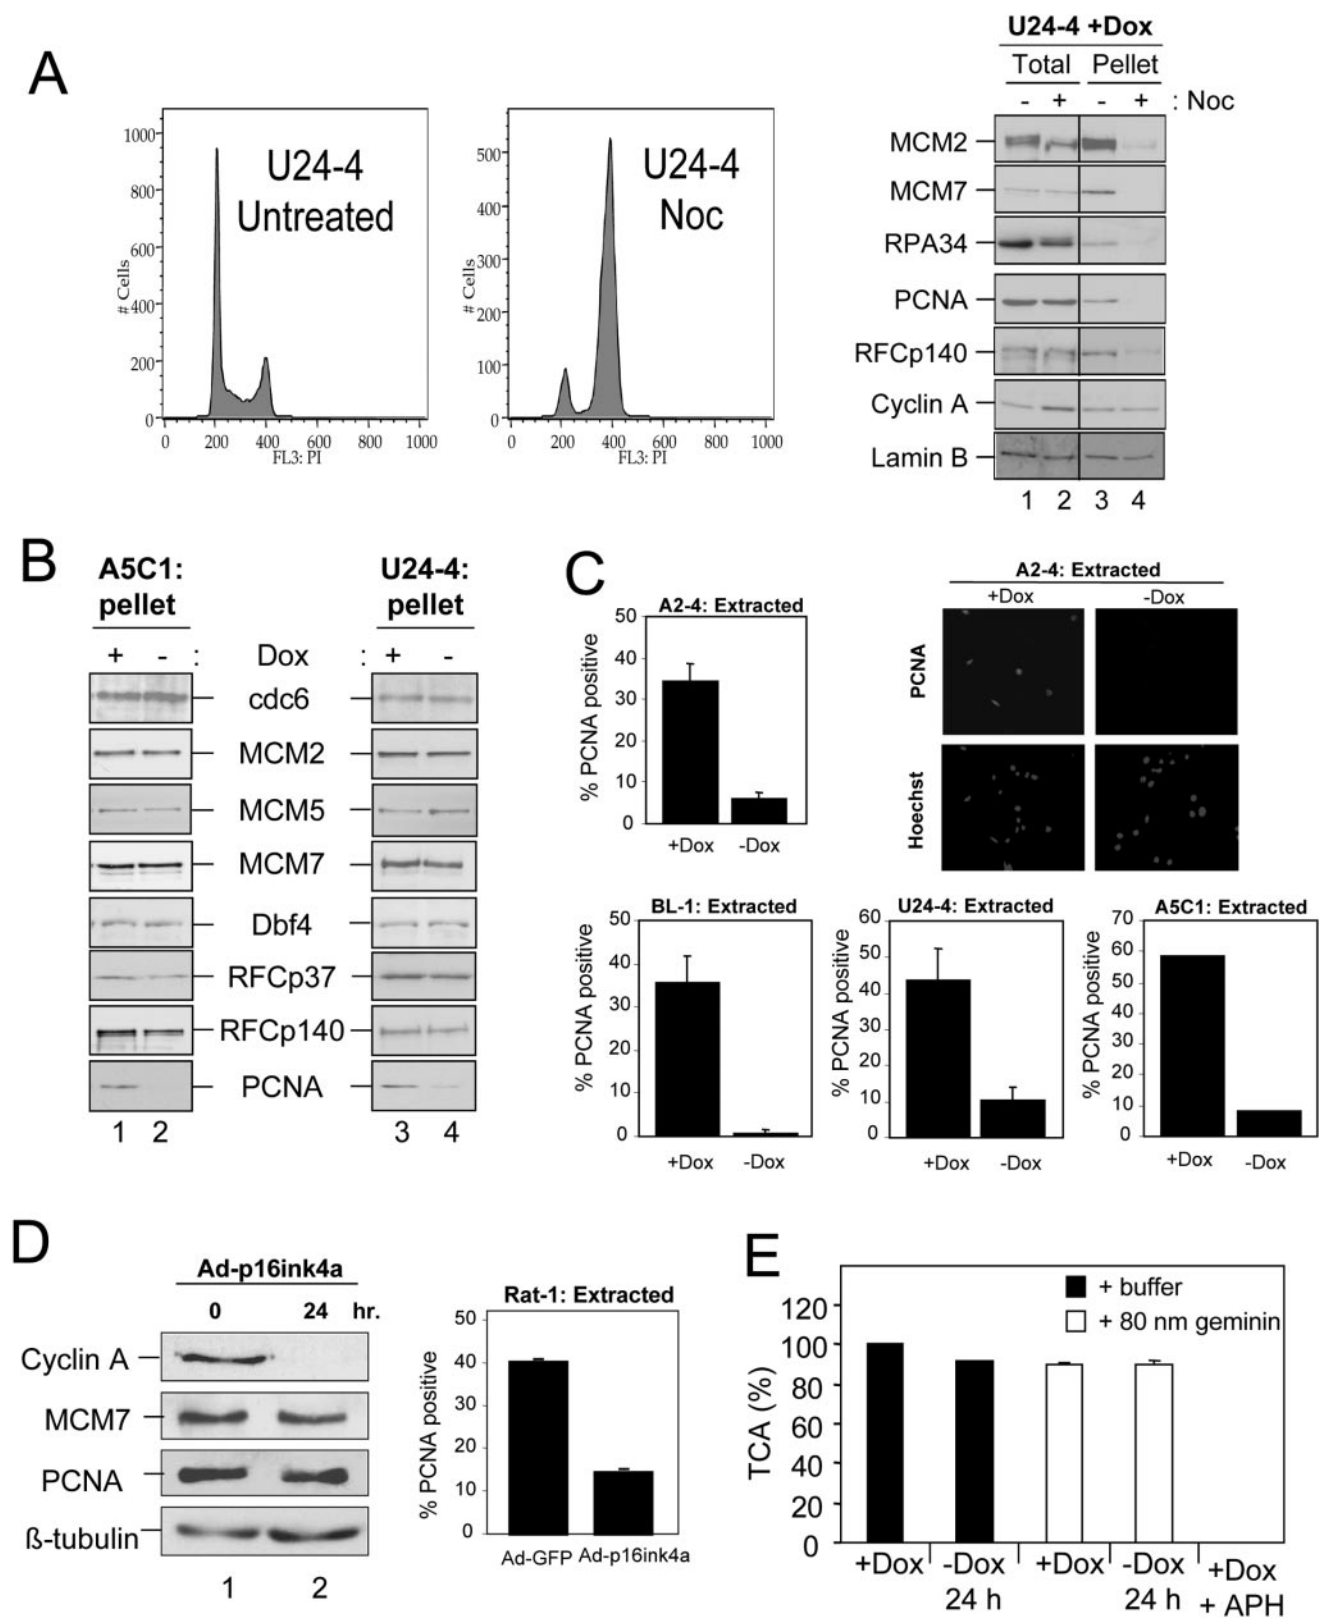 A
U24-4
Untreated
# Cells
1000
800
600
400
200
0
0 200 400 600 800 1000
FL3: PI
U24-4
Noc
# Cells
500
400
300
200
100
0
0 200 400 600 800 1000
FL3: PI
U24-4 +Dox
Total Pellet
- + - + : Noc
MCM2
MCM7
RPA34
PCNA
RFCp140
Cyclin A
Lamin B
1 2 3 4
B
A5C1: U24-4:
pellet pellet
+ - : Dox : + -
cdc6
MCM2
MCM5
MCM7
Dbf4
RFCp37
RFCp140
PCNA
1 2 3 4
C
A2-4: Extracted
% PCNA positive
50
40
30
20
10
0
+Dox -Dox
A2-4: Extracted
+Dox -Dox
PCNA
Hoechst
BL-1: Extracted
% PCNA positive
50
40
30
20
10
0
+Dox -Dox
U24-4: Extracted
% PCNA positive
60
50
40
30
20
10
0
+Dox -Dox
A5C1: Extracted
% PCNA positive
70
60
50
40
30
20
10
0
+Dox -Dox
D
Ad-p16ink4a
0 24 hr.
Cyclin A
MCM7
PCNA
ß-tubulin
1 2
Rat-1: Extracted
% PCNA positive
50
40
30
20
10
0
Ad-GFP Ad-p16ink4a
E
+ buffer
+ 80 nm geminin
TCA (%)
120
100
80
60
40
20
0
+Dox -Dox +Dox -Dox +Dox
24 h 24 h + APH